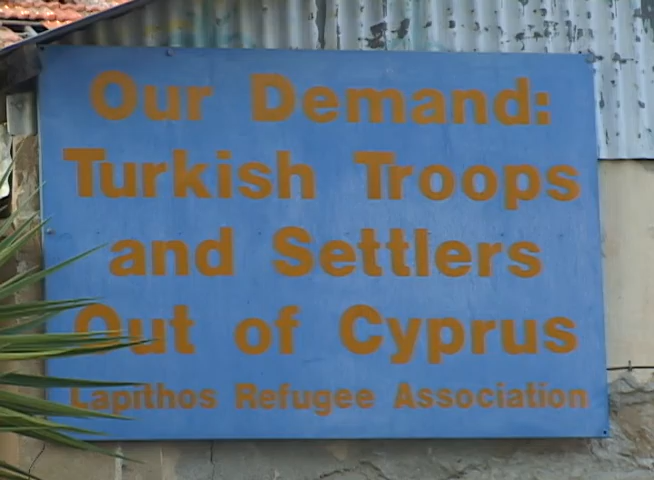 Our Demand:
Turkish Troops
and Settlers
Out of Cyprus
Lapithos Refugee Association